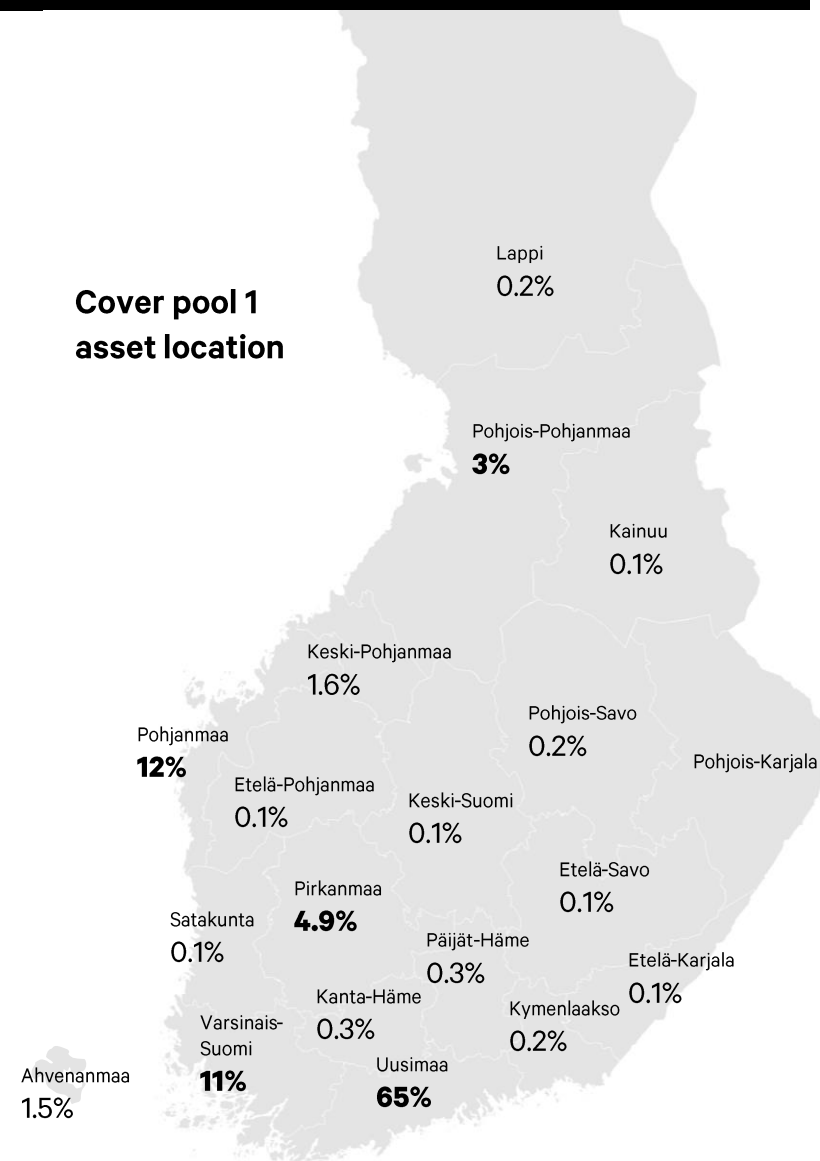 Lappi
0.2%
Cover pool 1
asset location
Pohjois-Pohjanmaa
3%
Kainuu
0.1%
Keski-Pohjanmaa
1.6%
Pohjois-Savo
0.2%
Pohjanmaa
12%
Pohjois-Karjala
Etelä-Pohjanmaa
0.1%
Keski-Suomi
0.1%
Etelä-Savo
0.1%
Pirkanmaa
4.9%
Satakunta
0.1%
Päijät-Häme
0.3%
Etelä-Karjala
0.1%
Kanta-Häme
0.3%
Kymenlaakso
0.2%
Varsinais-
Suomi
11%
Uusimaa
65%
Ahvenanmaa
1.5%